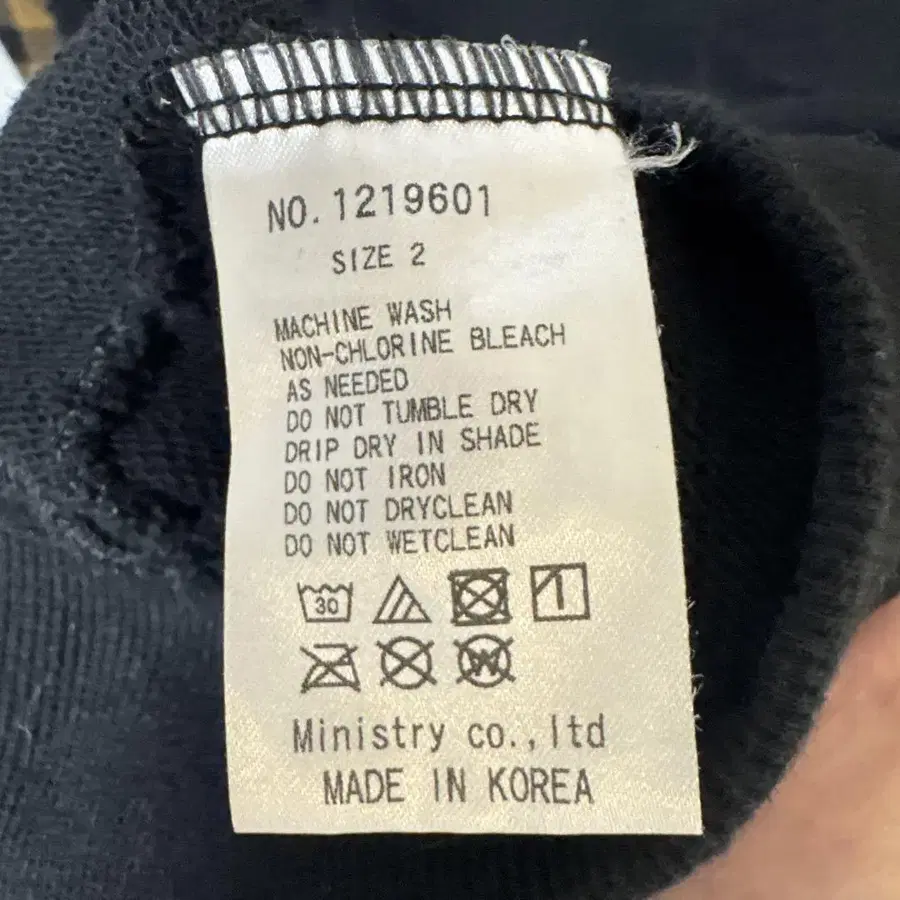 NO. 1219601
SIZE 2
MACHINE WASH
NON-CHLORINE BLEACH
AS NEEDED
DO NOT TUMBLE DRY
DRIP DRY IN SHADE
DO NOT IRON
DO NOT DRYCLEAN
DO NOT WETCLEAN
30
W
Ministry co.,ltd
MADE IN KOREA